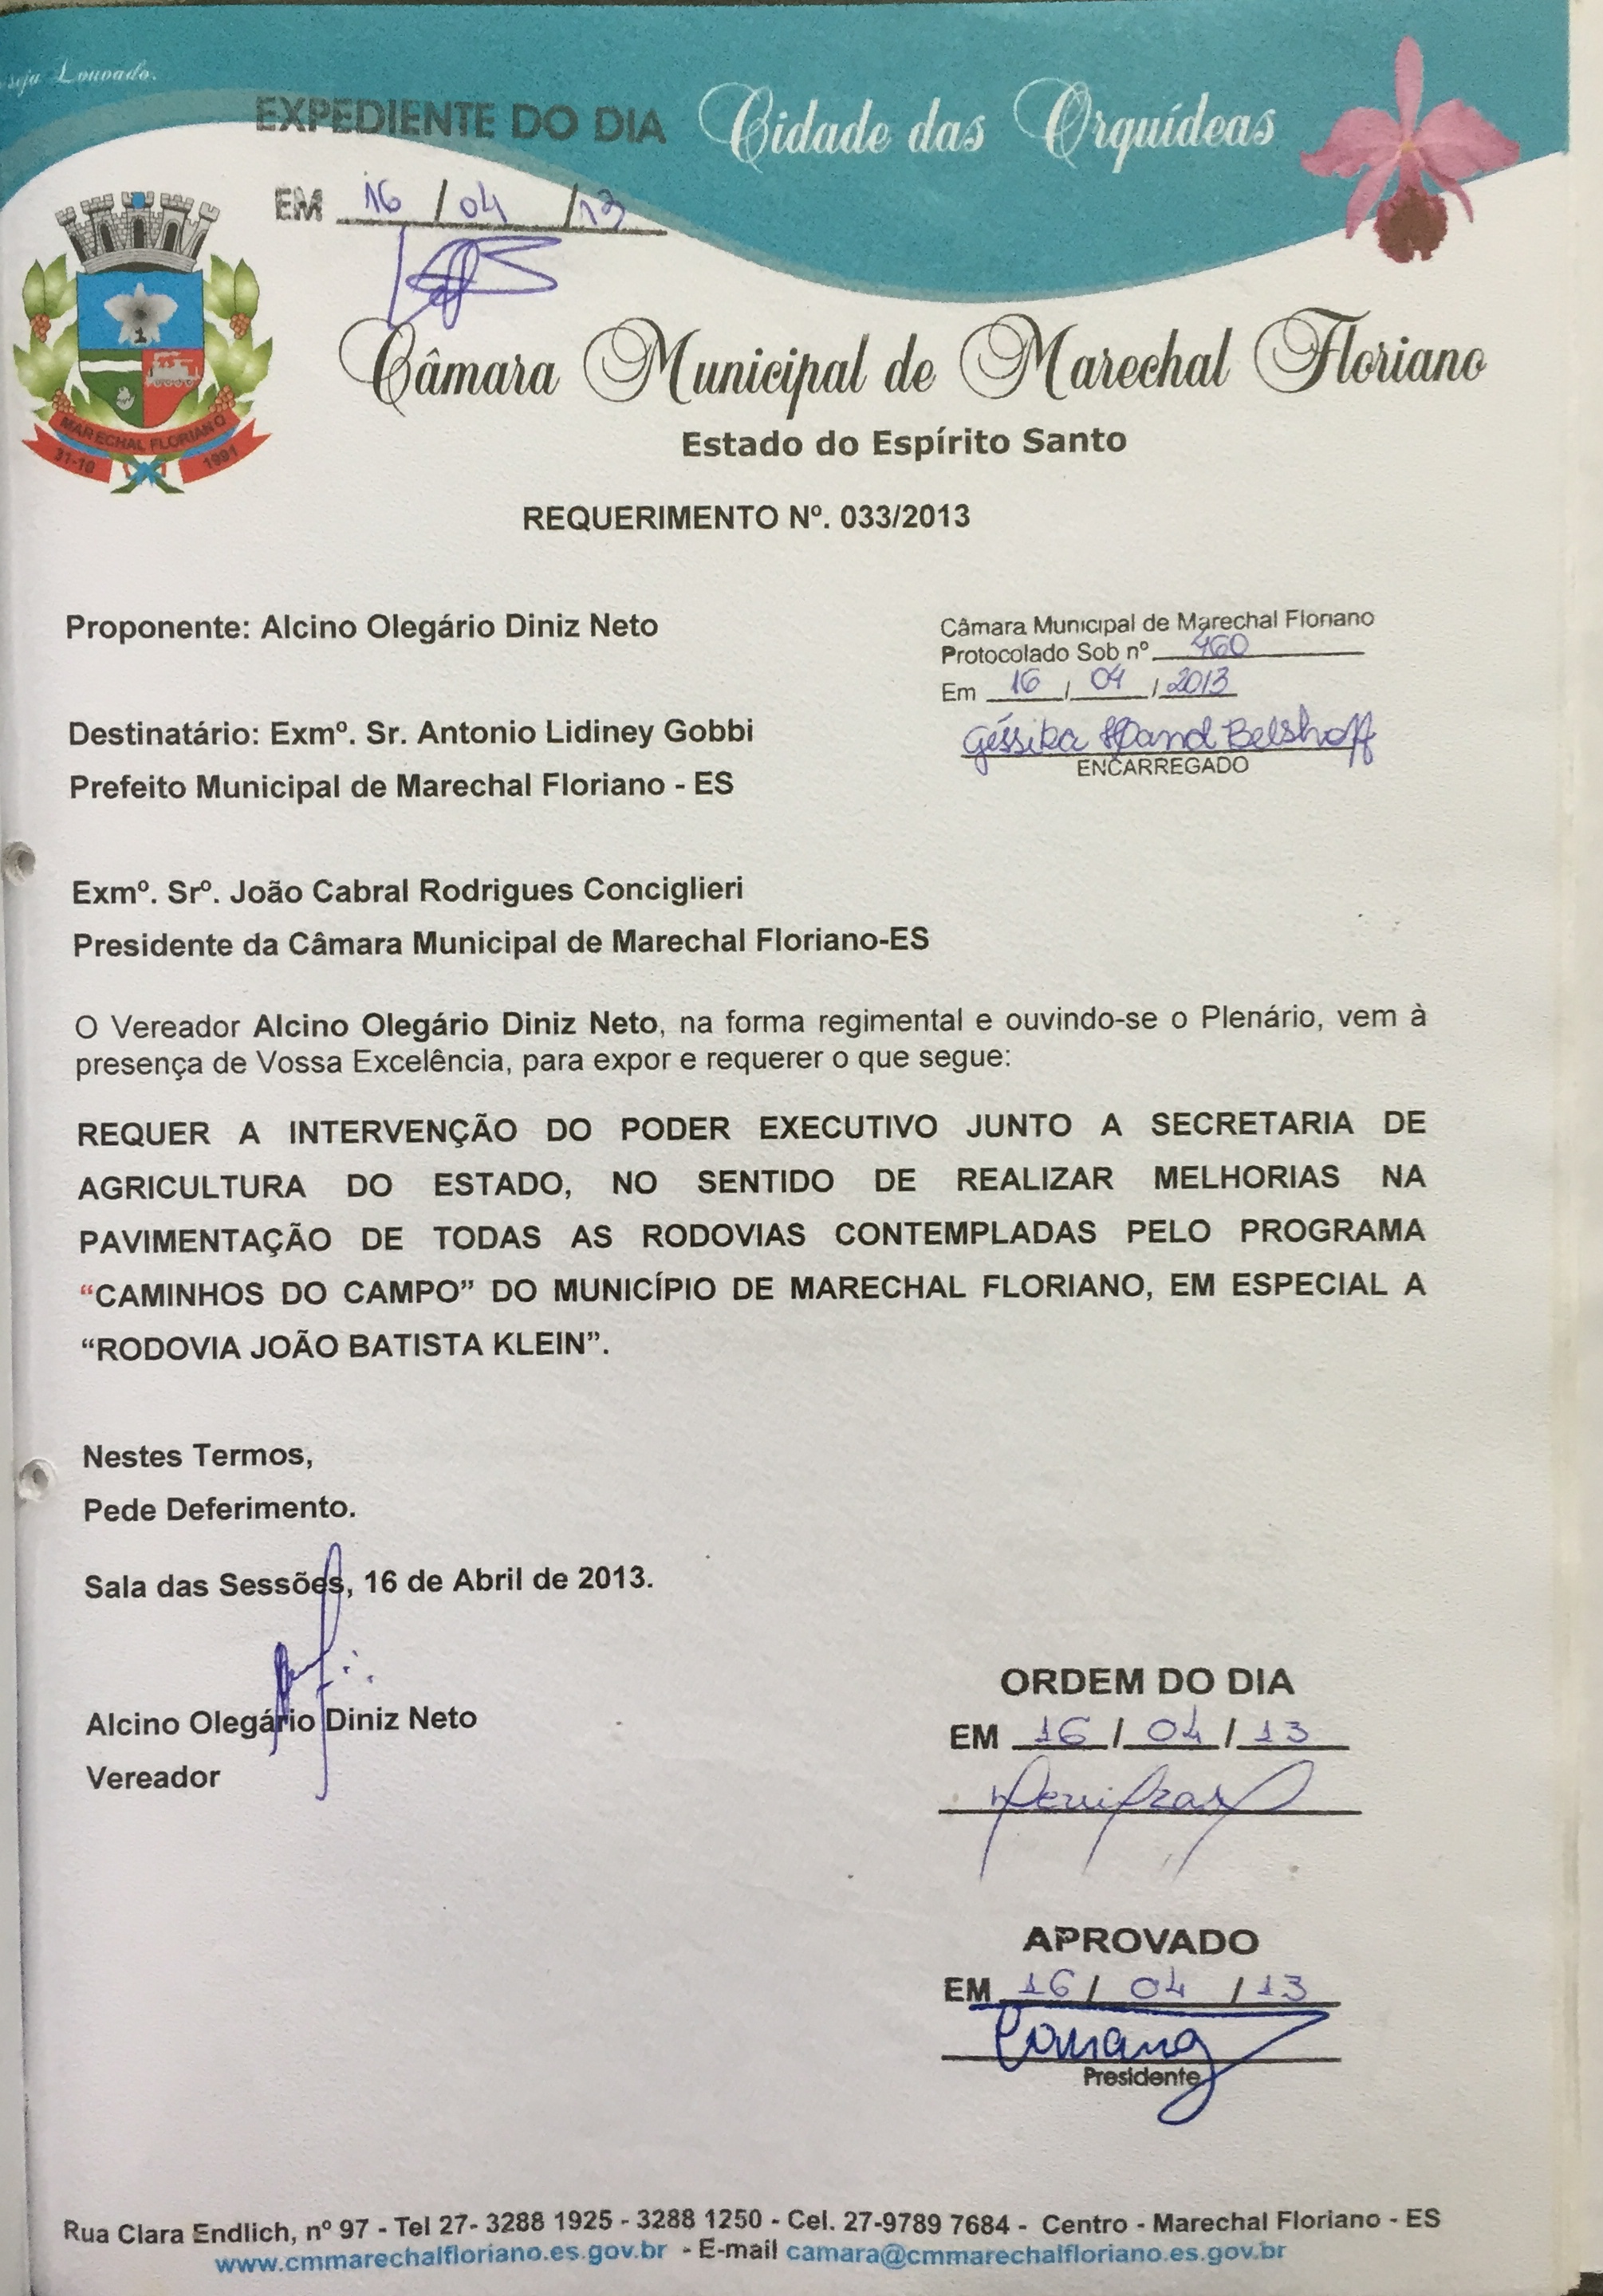 seja Louvado.
EXPEDIENTE DO DIA
Cidade das Orquídeas
EM 16 / 04 / 13
Câmara Municipal de Marechal Floriano
MARECHAL FLORIANO
31-10 1991
Estado do Espírito Santo
REQUERIMENTO Nº. 033/2013
Proponente: Alcino Olegário Diniz Neto
Câmara Municipal de Marechal Floriano
Protocolado Sob nº 460
Em 16 / 04 / 2013
Géssika Belshoff
ENCARREGADO
Destinatário: Exmº. Sr. Antonio Lidiney Gobbi
Prefeito Municipal de Marechal Floriano - ES
Exmº. Srº. João Cabral Rodrigues Conciglieri
Presidente da Câmara Municipal de Marechal Floriano-ES
O Vereador Alcino Olegário Diniz Neto, na forma regimental e ouvindo-se o Plenário, vem à
presença de Vossa Excelência, para expor e requerer o que segue:
REQUER A INTERVENÇÃO DO PODER EXECUTIVO JUNTO A SECRETARIA DE
AGRICULTURA DO ESTADO, NO SENTIDO DE REALIZAR MELHORIAS NA
PAVIMENTAÇÃO DE TODAS AS RODOVIAS CONTEMPLADAS PELO PROGRAMA
“CAMINHOS DO CAMPO” DO MUNICÍPIO DE MARECHAL FLORIANO, EM ESPECIAL A
“RODOVIA JOÃO BATISTA KLEIN”.
Nestes Termos,
Pede Deferimento.
Sala das Sessões, 16 de Abril de 2013.
Alcino Olegário Diniz Neto
Vereador
ORDEM DO DIA
EM 16 / 04 / 13
APROVADO
EM 16 / 04 / 13
Presidente
Rua Clara Endlich, nº 97 - Tel 27- 3288 1925 - 3288 1250 - Cel. 27-9789 7684 - Centro - Marechal Floriano - ES
www.cmmarechalfloriano.es.gov.br - E-mail camara@cmmarechalfloriano.es.gov.br